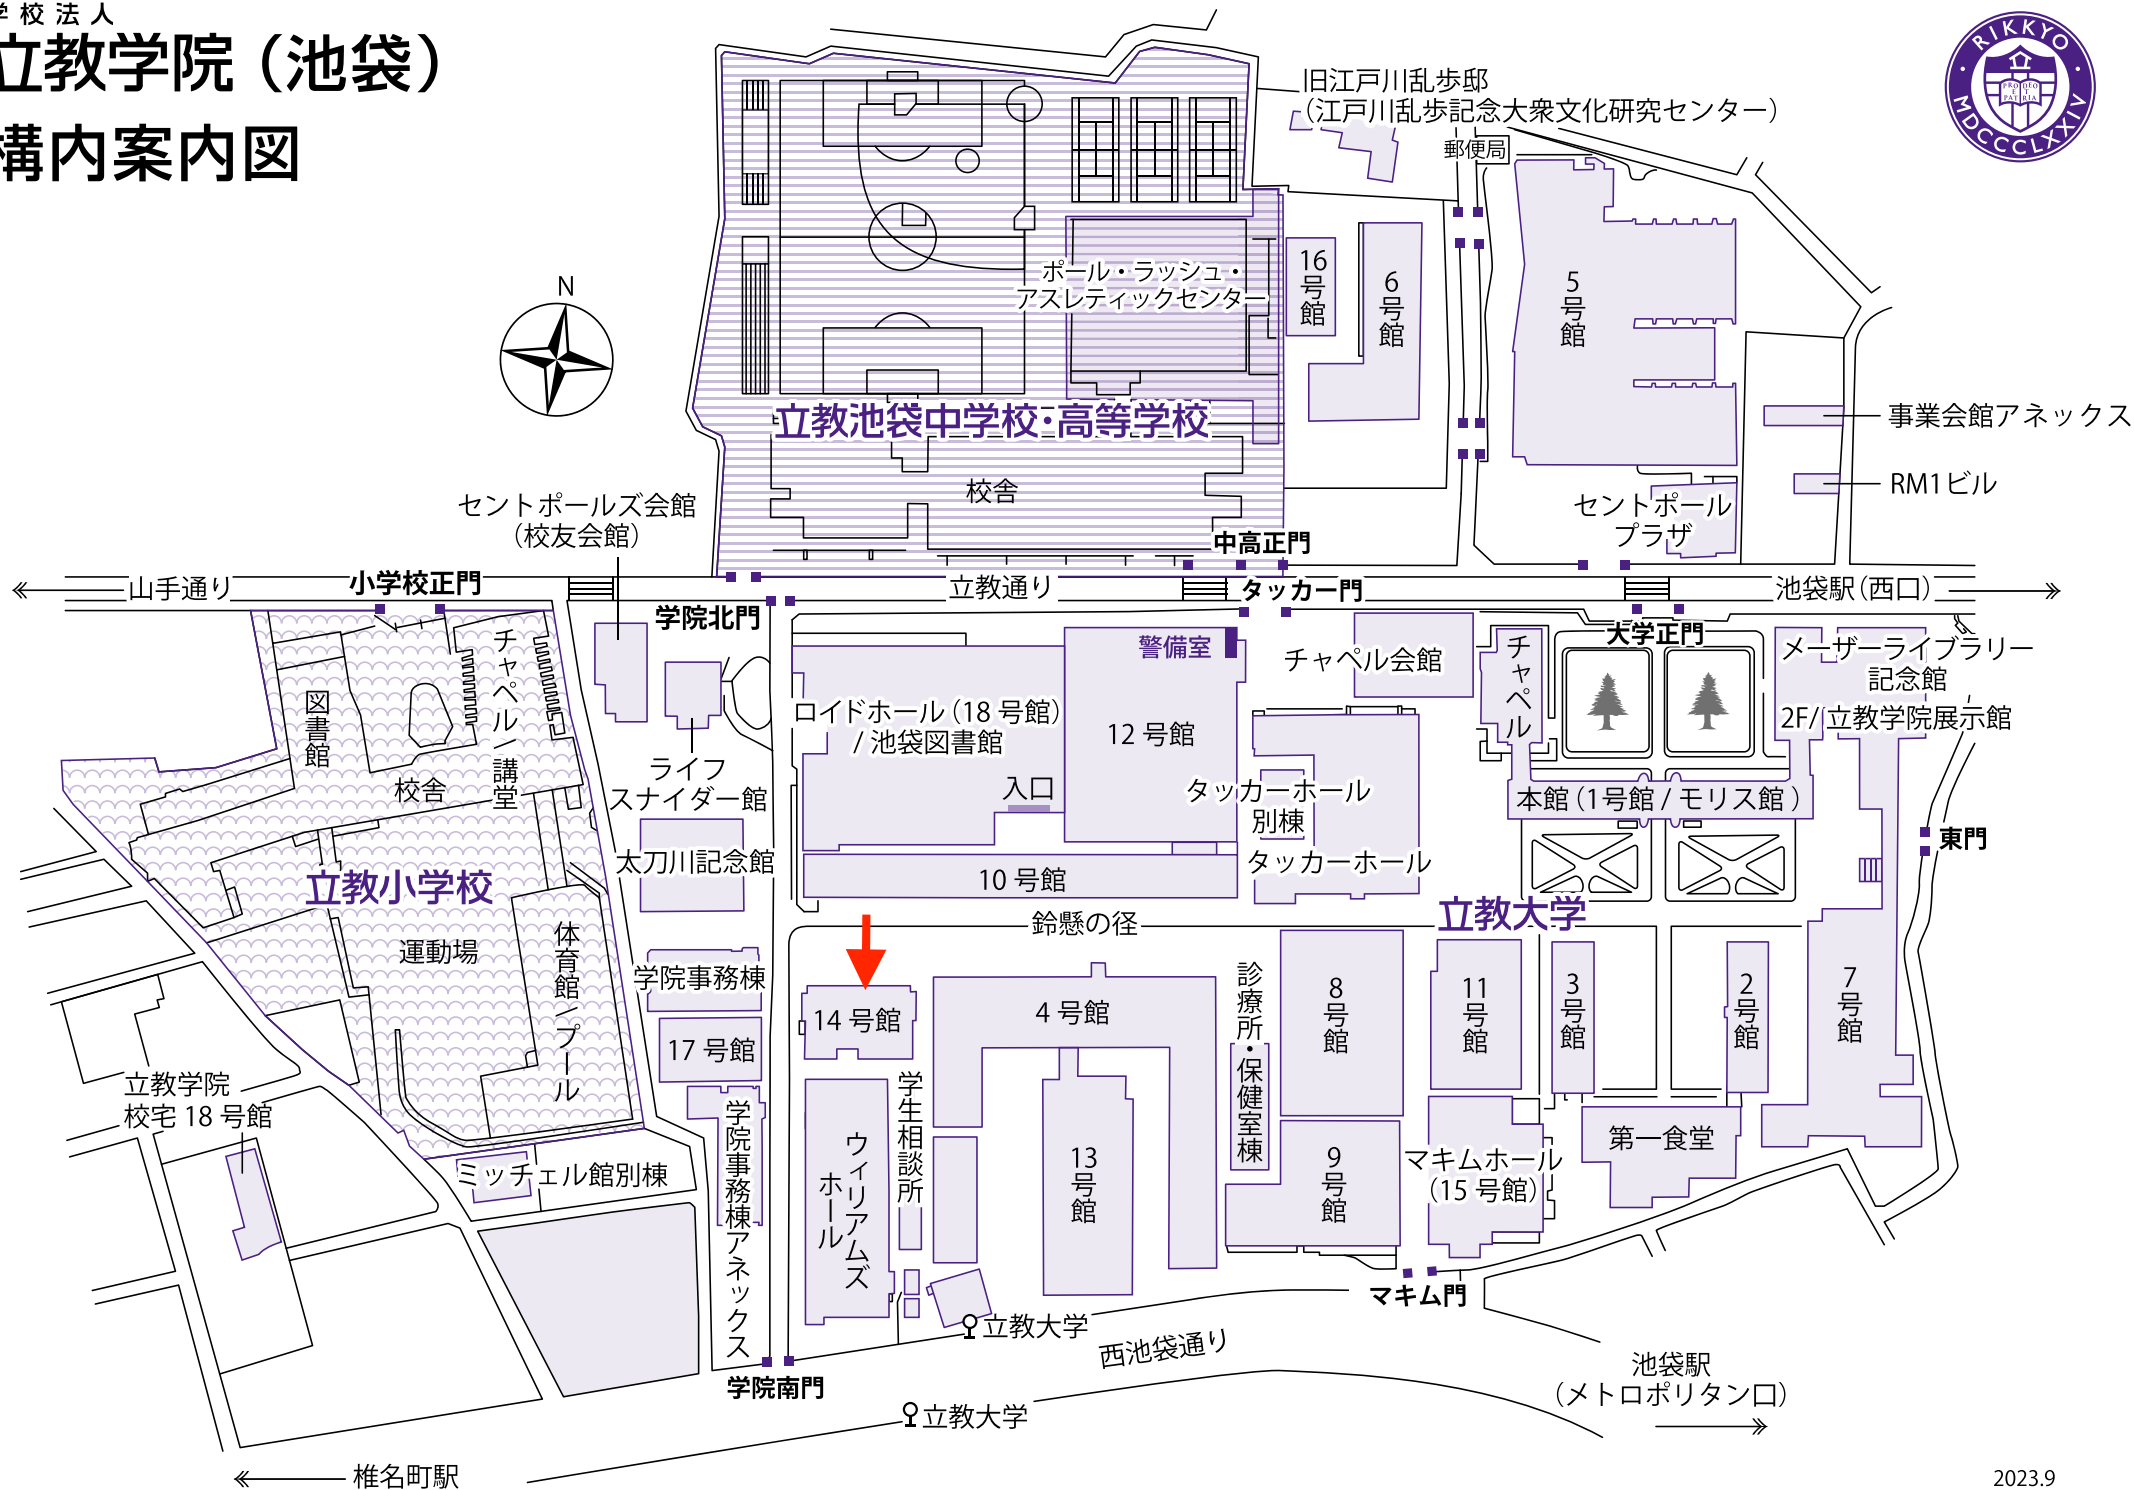 学校法人
立教学院（池袋）
構内案内図
RIKKYO
MDCCCLXXIV
PRO DEO
ET
PATRIA
旧江戸川乱歩邸
（江戸川乱歩記念大衆文化研究センター）
郵便局
N
ポール・ラッシュ・
アスレティックセンター
16号館
6号館
5号館
立教池袋中学校・高等学校
事業会館アネックス
校舎
RM1ビル
セントポールズ会館
（校友会館）
セントポール
プラザ
中高正門
山手通り
小学校正門
立教通り
タッカー門
池袋駅（西口）
学院北門
警備室
大学正門
チャペル会館
チャペル
メーザーライブラリー
記念館
2F/ 立教学院展示館
チャペル/講堂
図書館
ロイドホール（18 号館）
/ 池袋図書館
12 号館
ライフ
スナイダー館
校舎
入口
タッカーホール
別棟
本館（1号館 / モリス館 ）
東門
太刀川記念館
タッカーホール
立教小学校
10 号館
立教大学
鈴懸の径
運動場
体育館/プール
学院事務棟
14 号館
4 号館
診療所・保健室棟
8号館
11号館
3号館
2号館
7号館
17 号館
立教学院
校宅 18 号館
学院事務棟アネックス
学生相談所
ウィリアムズ
ホール
13号館
9号館
マキムホール
（15 号館）
第一食堂
ミッチェル館別棟
マキム門
立教大学
西池袋通り
学院南門
池袋駅
（メトロポリタン口）
立教大学
椎名町駅
2023.9